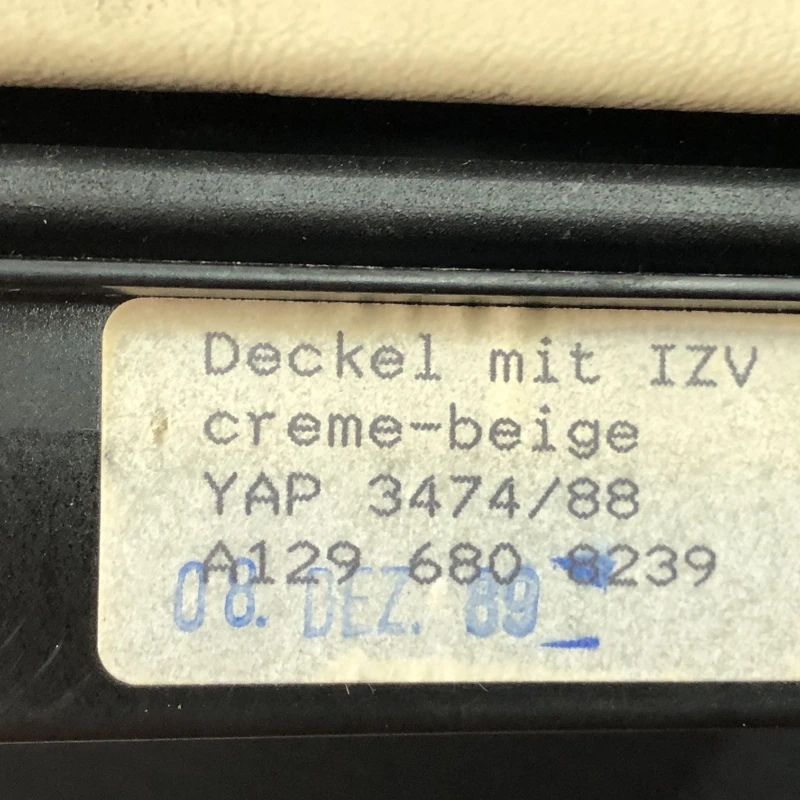 Deckel mit IZV
creme-beige
YAP 3474/88
A129 680 8239
08. DEZ. 89